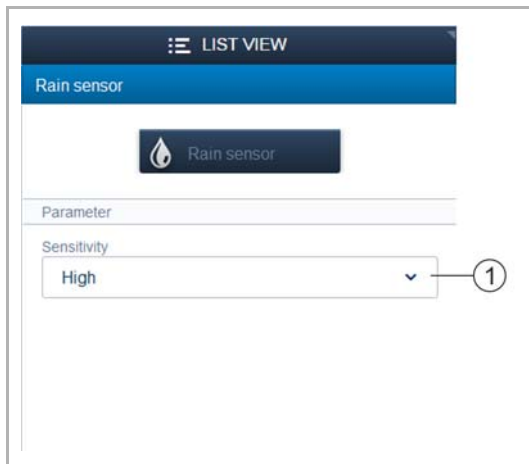 LIST VIEW
Rain sensor
Rain sensor
Parameter
Sensitivity
High
1